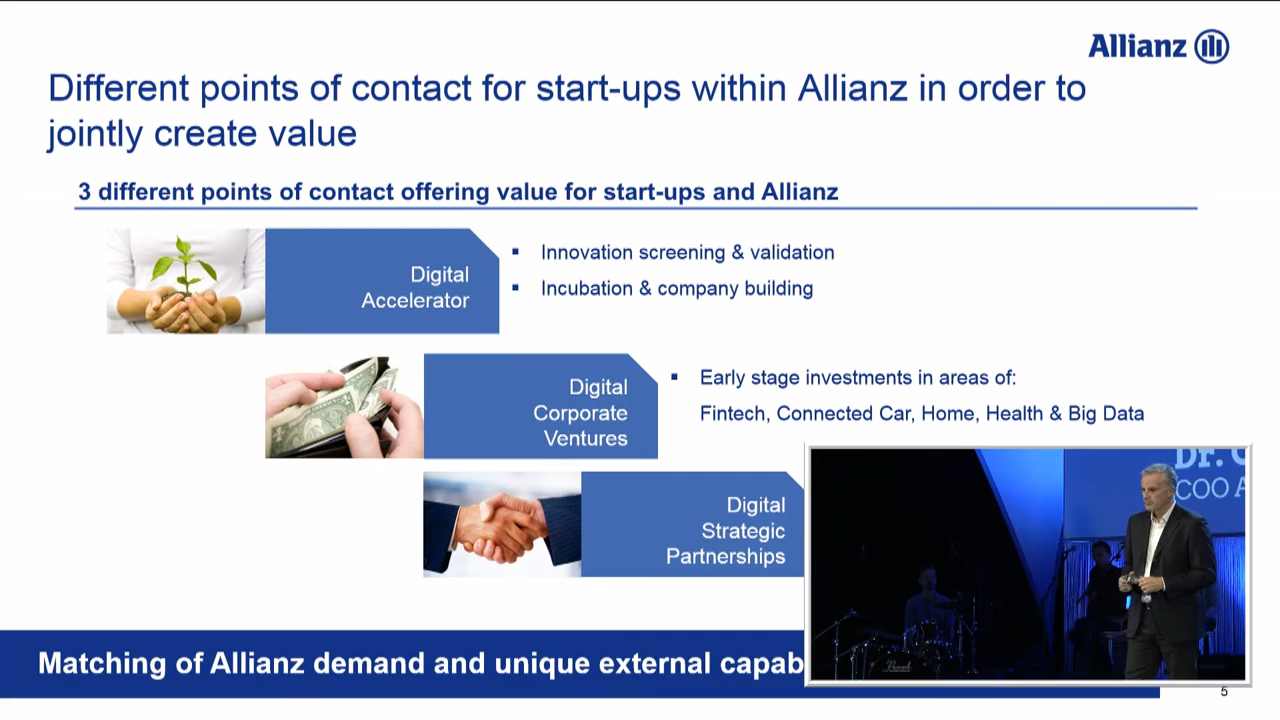 Allianz
Different points of contact for start-ups within Allianz in order to
jointly create value
3 different points of contact offering value for start-ups and Allianz
Digital
Accelerator
▪ Innovation screening & validation
▪ Incubation & company building
Digital
Corporate
Ventures
▪ Early stage investments in areas of:
Fintech, Connected Car, Home, Health & Big Data
Digital
Strategic
Partnerships
Dr. C
COO A
Pearl
Matching of Allianz demand and unique external capab
5